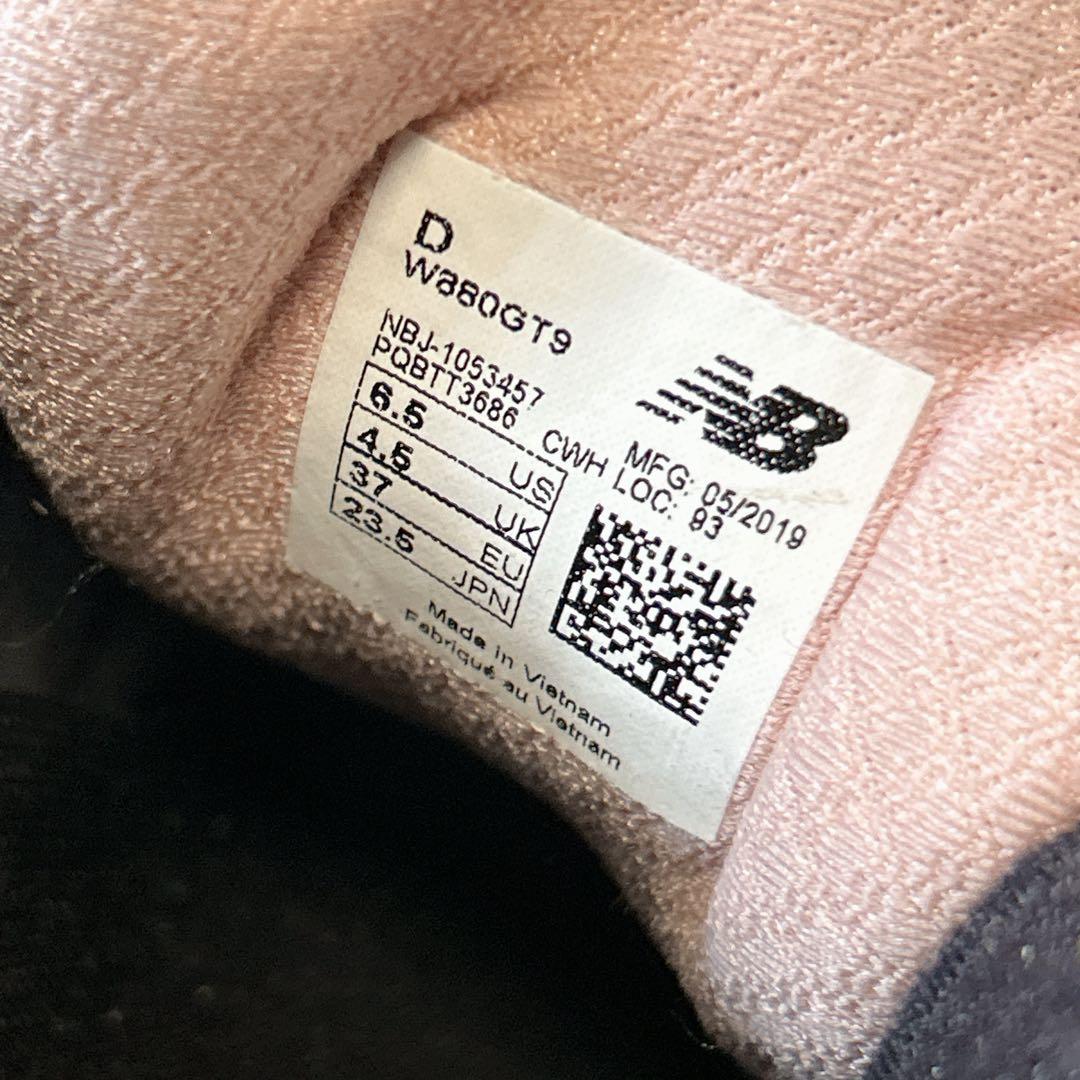 D
W880GT9
NBJ-1053457
PQBTT3686 CWH
6.5 US
4.5 UK
37 EU
23.5 JPN
NB
MFG: 05/2019
LOC: 93
Made in Vietnam
Fabriqué au Vietnam